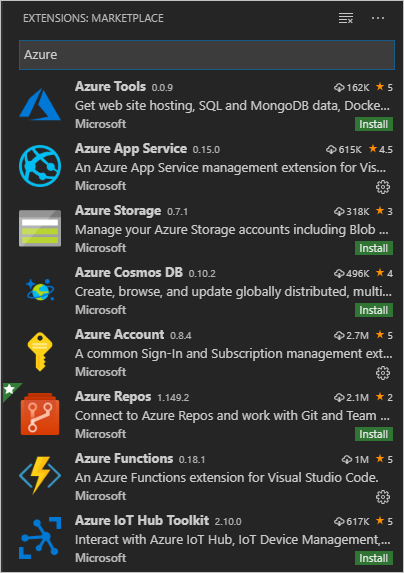 EXTENSIONS: MARKETPLACE
Azure
Azure Tools 0.0.9 162K 5
Get web site hosting, SQL and MongoDB data, Docke...
Microsoft Install
Azure App Service 0.15.0 615K 4.5
An Azure App Service management extension for Vis...
Microsoft
Azure Storage 0.7.1 318K 3
Manage your Azure Storage accounts including Blob ...
Microsoft Install
Azure Cosmos DB 0.10.2 496K 4
Create, browse, and update globally distributed, multi...
Microsoft Install
Azure Account 0.8.4 2.7M 5
A common Sign-In and Subscription management ext...
Microsoft
Azure Repos 1.149.2 2.1M 2
Connect to Azure Repos and work with Git and Team ...
Microsoft Install
Azure Functions 0.18.1 1M 5
An Azure Functions extension for Visual Studio Code.
Microsoft
Azure IoT Hub Toolkit 2.10.0 617K 5
Interact with Azure IoT Hub, IoT Device Management,...
Microsoft Install